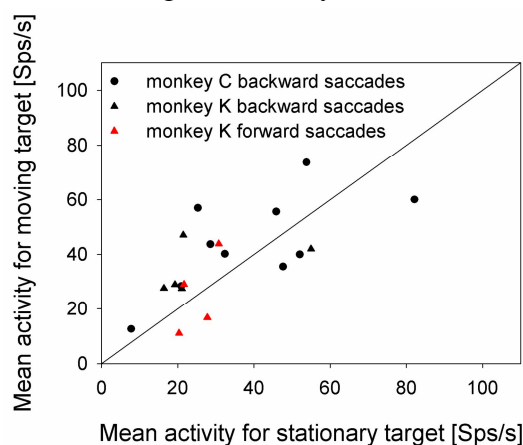 Mean activity for moving target [Sps/s]
100
80
60
40
20
0
monkey C backward saccades
monkey K backward saccades
monkey K forward saccades
0 20 40 60 80 100
Mean activity for stationary target [Sps/s]